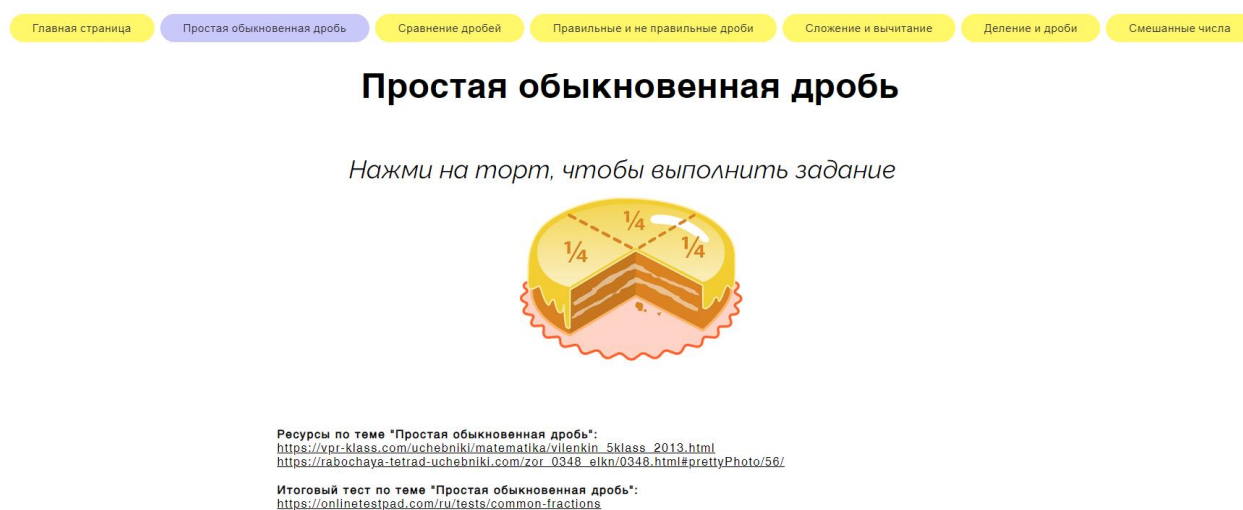 Главная страница
Простая обыкновенная дробь
Сравнение дробей
Правильные и не правильные дроби
Сложение и вычитание
Деление и дроби
Смешанные числа
Простая обыкновенная дробь
Нажми на торт, чтобы выполнить задание
1/4
1/4
1/4
Ресурсы по теме "Простая обыкновенная дробь":
https://vpr-klass.com/uchebniki/matematika/vilenkin_5klass_2013.html
https://rabochaya-tetrad-uchebniki.com/zor_0348_elkn/0348.html#prettyPhoto/56/
Итоговый тест по теме "Простая обыкновенная дробь":
https://onlinetestpad.com/ru/tests/common-fractions